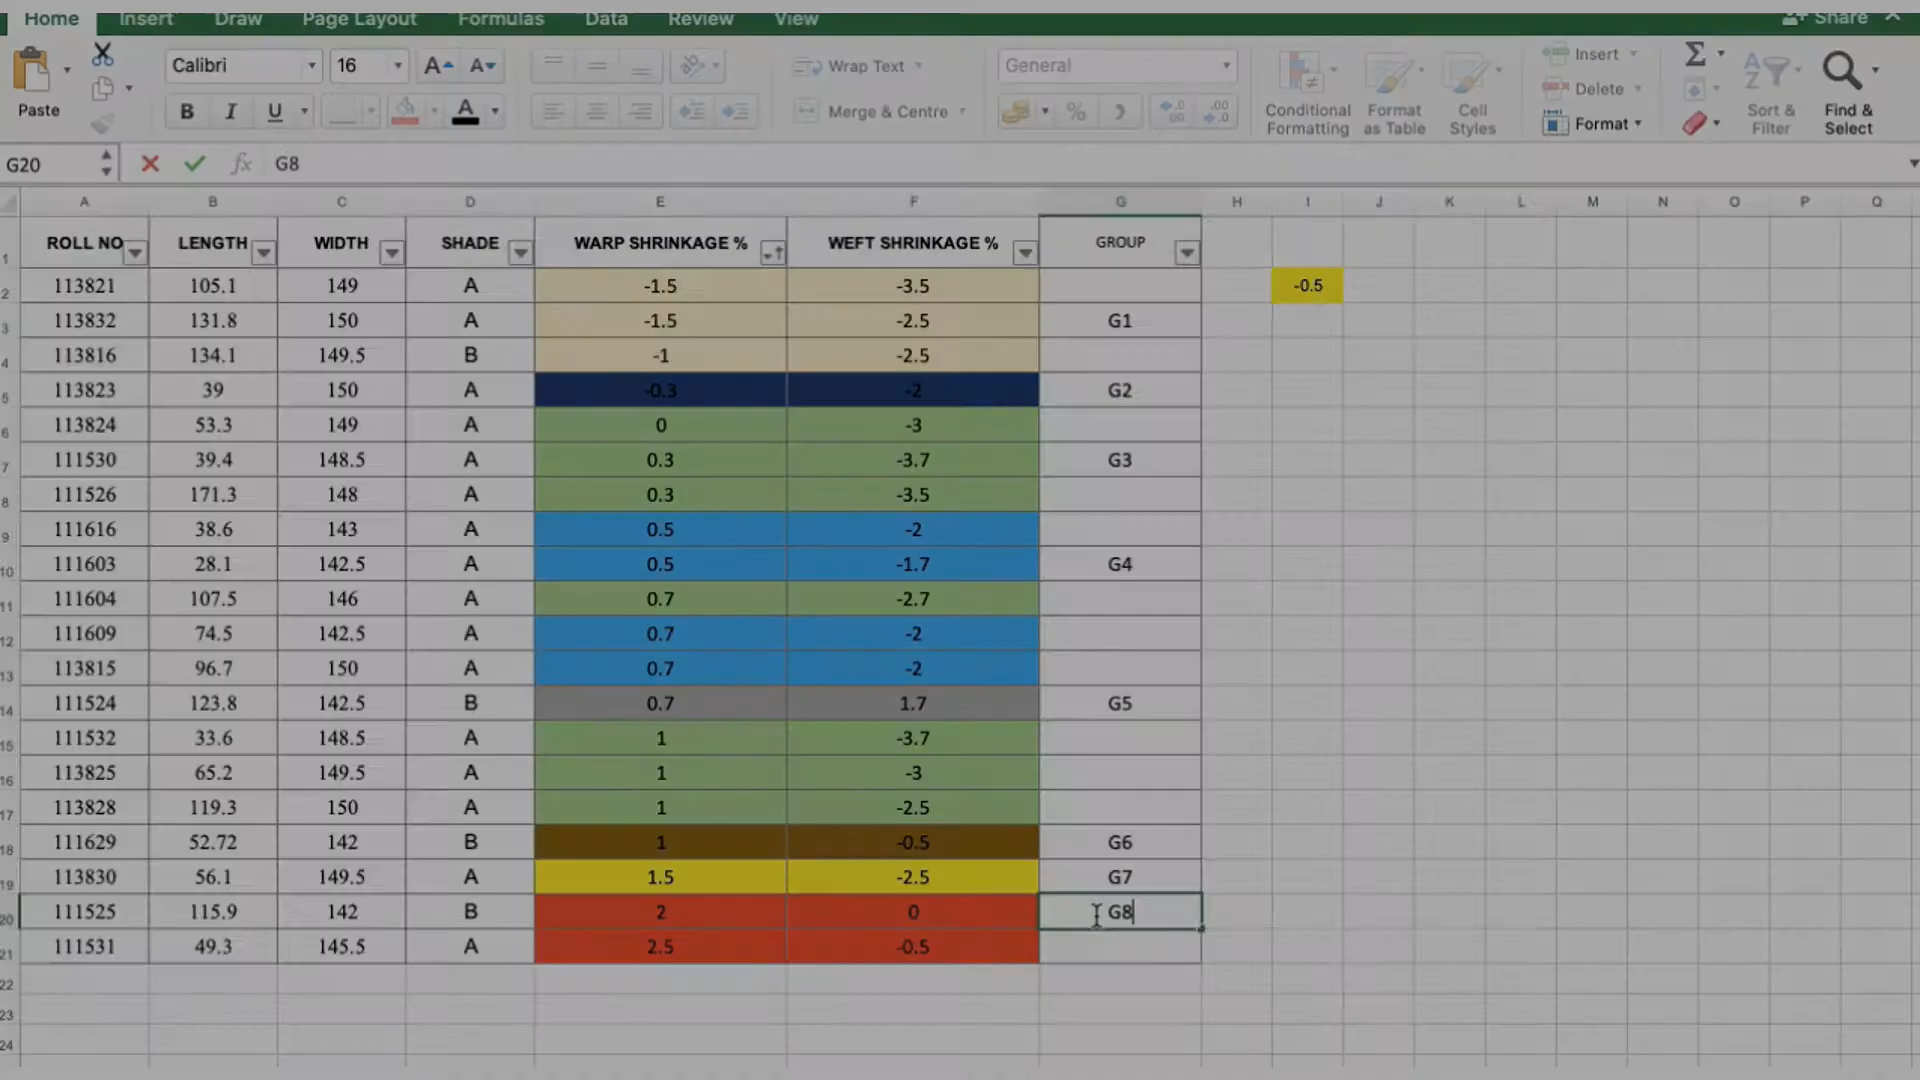 Home Insert Draw Page Layout Formulas Data Review View Share
Calibri 16 A A Wrap Text General Insert Σ
Paste B I U A Merge & Centre % Conditional Formatting Format as Table Cell Styles Delete Format Sort & Filter Find & Select
G20 fx G8
A B C D E F G H I J K L M N O P Q
1 ROLL NO LENGTH WIDTH SHADE WARP SHRINKAGE % WEFT SHRINKAGE % GROUP
2 113821 105.1 149 A -1.5 -3.5 -0.5
3 113832 131.8 150 A -1.5 -2.5 G1
4 113816 134.1 149.5 B -1 -2.5
5 113823 39 150 A -0.3 -2 G2
6 113824 53.3 149 A 0 -3
7 111530 39.4 148.5 A 0.3 -3.7 G3
8 111526 171.3 148 A 0.3 -3.5
9 111616 38.6 143 A 0.5 -2
10 111603 28.1 142.5 A 0.5 -1.7 G4
11 111604 107.5 146 A 0.7 -2.7
12 111609 74.5 142.5 A 0.7 -2
13 113815 96.7 150 A 0.7 -2
14 111524 123.8 142.5 B 0.7 1.7 G5
15 111532 33.6 148.5 A 1 -3.7
16 113825 65.2 149.5 A 1 -3
17 113828 119.3 150 A 1 -2.5
18 111629 52.72 142 B 1 -0.5 G6
19 113830 56.1 149.5 A 1.5 -2.5 G7
20 111525 115.9 142 B 2 0 G8
21 111531 49.3 145.5 A 2.5 -0.5
22
23
24